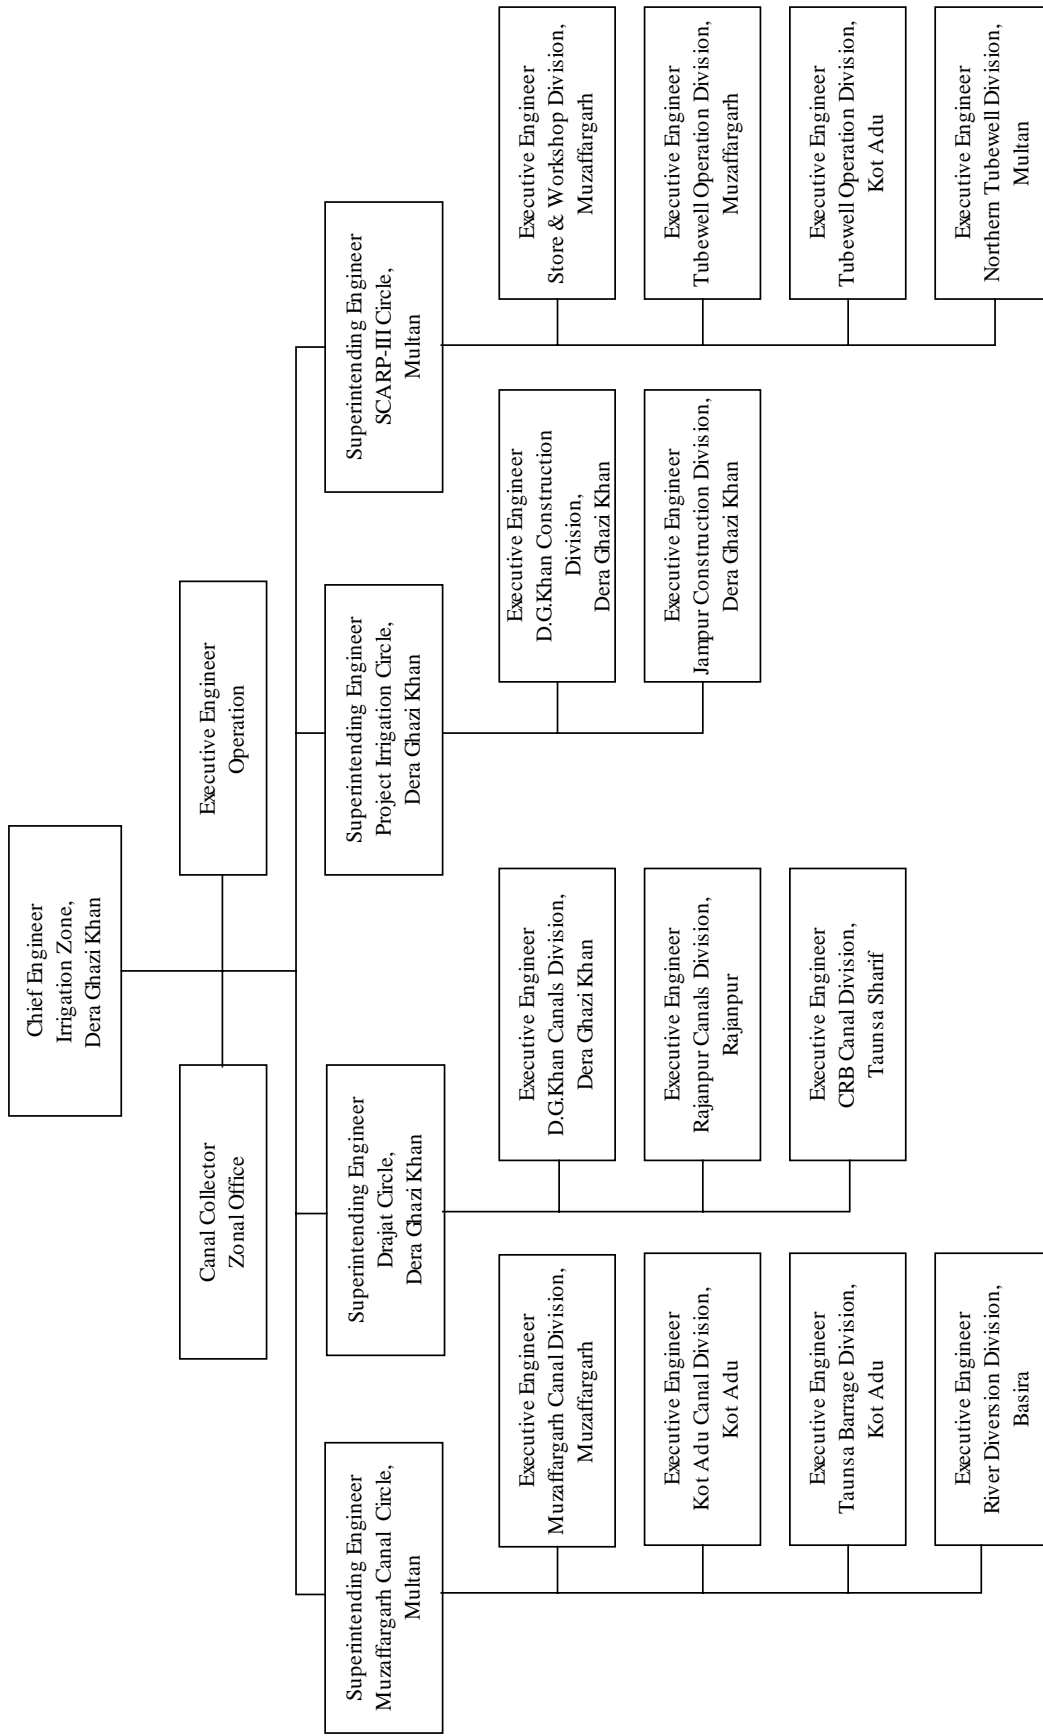 Chief Engineer
Irrigation Zone,
Dera Ghazi Khan
Canal Collector
Zonal Office
Executive Engineer
Operation
Superintending Engineer
Muzaffargarh Canal Circle,
Multan
Executive Engineer
Muzaffargarh Canal Division,
Muzaffargarh
Executive Engineer
Kot Adu Canal Division,
Kot Adu
Executive Engineer
Taunsa Barrage Division,
Kot Adu
Executive Engineer
River Diversion Division,
Basira
Superintending Engineer
Drajat Circle,
Dera Ghazi Khan
Executive Engineer
D.G.Khan Canals Division,
Dera Ghazi Khan
Executive Engineer
Rajanpur Canals Division,
Rajanpur
Executive Engineer
CRB Canal Division,
Taunsa Sharif
Superintending Engineer
Project Irrigation Circle,
Dera Ghazi Khan
Executive Engineer
D.G.Khan Construction
Division,
Dera Ghazi Khan
Executive Engineer
Jampur Construction Division,
Dera Ghazi Khan
Superintending Engineer
SCARP-III Circle,
Multan
Executive Engineer
Store & Workshop Division,
Muzaffargarh
Executive Engineer
Tubewell Operation Division,
Muzaffargarh
Executive Engineer
Tubewell Operation Division,
Kot Adu
Executive Engineer
Northern Tubewell Division,
Multan